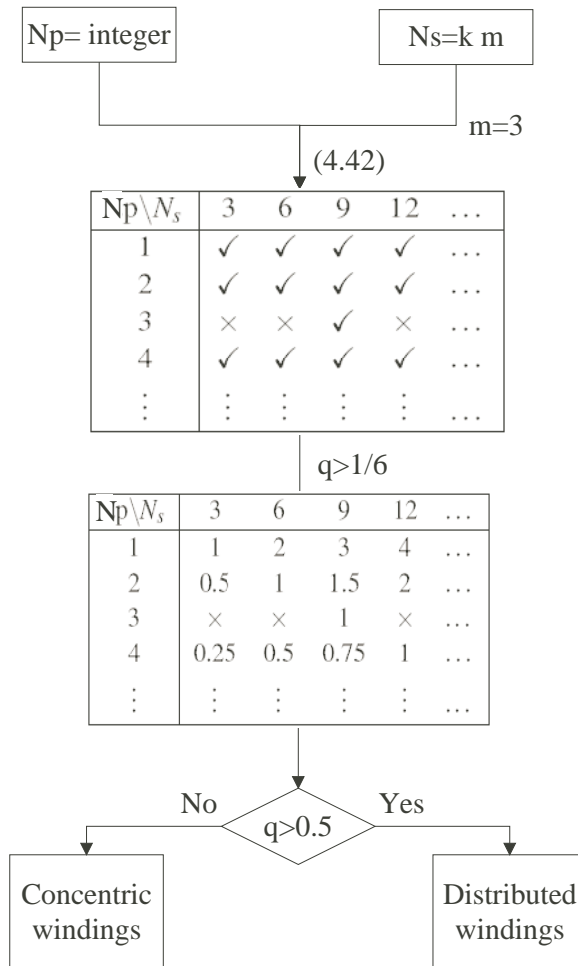 Np= integer
Ns=k m
m=3
(4.42)
Np\Ns 3 6 9 12 ...
1 ✓ ✓ ✓ ✓ ...
2 ✓ ✓ ✓ ✓ ...
3 × × ✓ × ...
4 ✓ ✓ ✓ ✓ ...
⋮ ⋮ ⋮ ⋮ ⋮ ...
q>1/6
Np\Ns 3 6 9 12 ...
1 1 2 3 4 ...
2 0.5 1 1.5 2 ...
3 × × 1 × ...
4 0.25 0.5 0.75 1 ...
⋮ ⋮ ⋮ ⋮ ⋮ ...
No
Yes
q>0.5
Concentric
windings
Distributed
windings